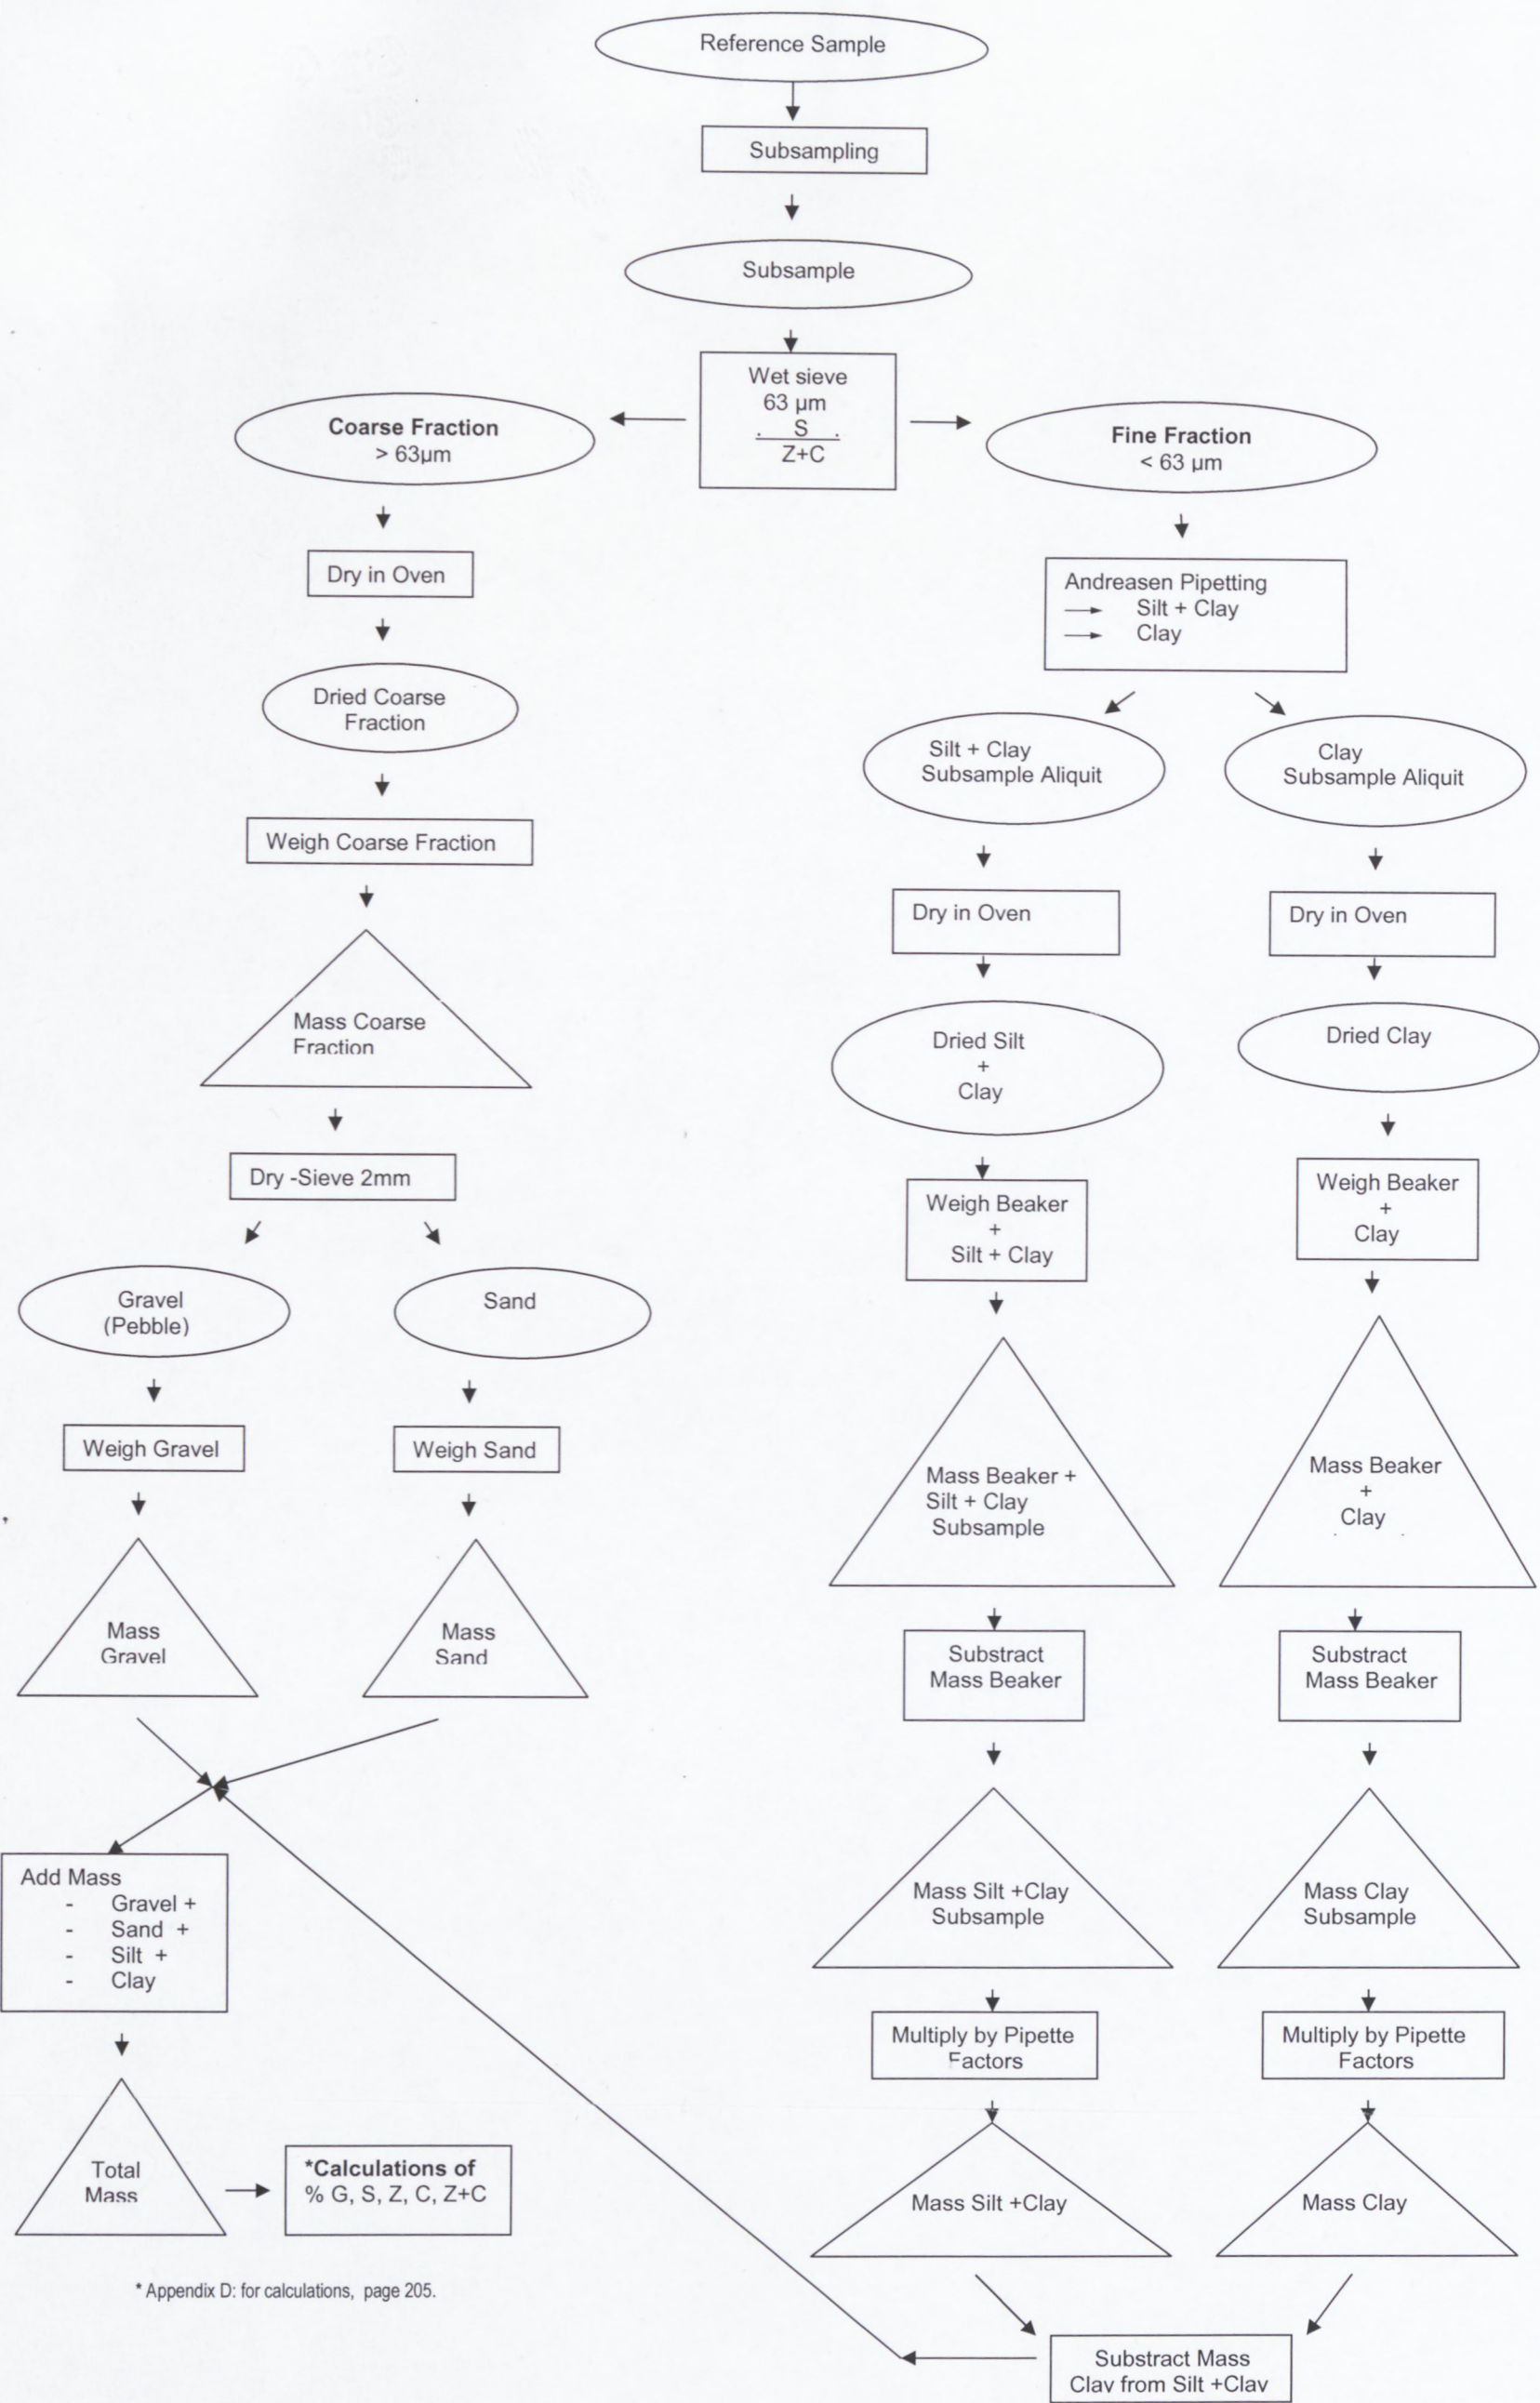 Reference Sample
Subsampling
Subsample
Wet sieve
63 µm
. S .
Z+C
Coarse Fraction
> 63µm
Dry in Oven
Dried Coarse
Fraction
Weigh Coarse Fraction
Mass Coarse
Fraction
Dry -Sieve 2mm
Gravel
(Pebble)
Sand
Weigh Gravel
Weigh Sand
Mass
Gravel
Mass
Sand
Fine Fraction
< 63 µm
Andreasen Pipetting
→ Silt + Clay
→ Clay
Silt + Clay
Subsample Aliquit
Clay
Subsample Aliquit
Dry in Oven
Dry in Oven
Dried Silt
+
Clay
Dried Clay
Weigh Beaker
+
Silt + Clay
Weigh Beaker
+
Clay
Mass Beaker +
Silt + Clay
Subsample
Mass Beaker
+
Clay
Substract
Mass Beaker
Substract
Mass Beaker
Mass Silt +Clay
Subsample
Mass Clay
Subsample
Multiply by Pipette
Factors
Multiply by Pipette
Factors
Mass Silt +Clay
Mass Clay
Substract Mass
Clay from Silt +Clay
Add Mass
- Gravel +
- Sand +
- Silt +
- Clay
Total
Mass
*Calculations of
% G, S, Z, C, Z+C
* Appendix D: for calculations, page 205.